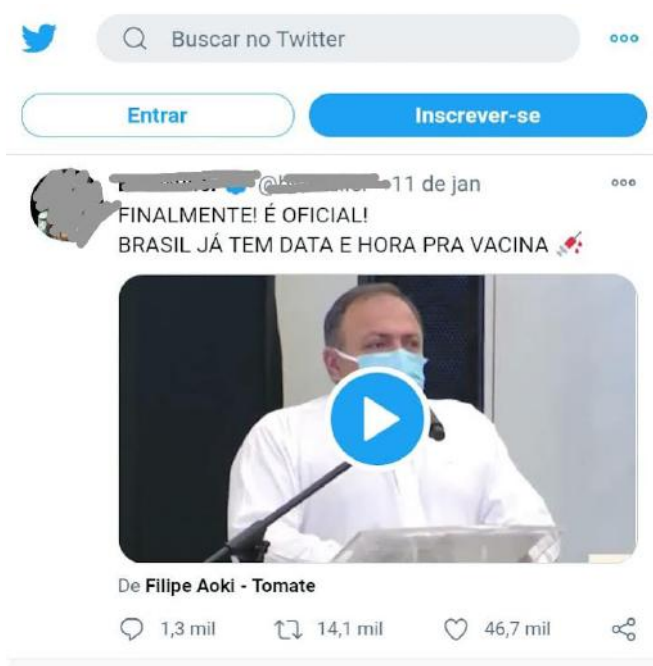 Buscar no Twitter
Entrar
Inscrever-se
11 de jan
FINALMENTE! É OFICIAL!
BRASIL JÁ TEM DATA E HORA PRA VACINA
De Filipe Aoki - Tomate
1,3 mil 14,1 mil 46,7 mil